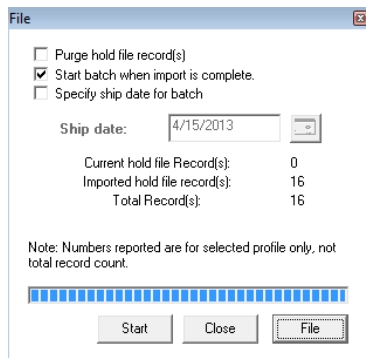 File
Purge hold file record(s)
Start batch when import is complete.
Specify ship date for batch
Ship date: 4/15/2013
Current hold file Record(s): 0
Imported hold file record(s): 16
Total Record(s): 16
Note: Numbers reported are for selected profile only, not
total record count.
Start Close File